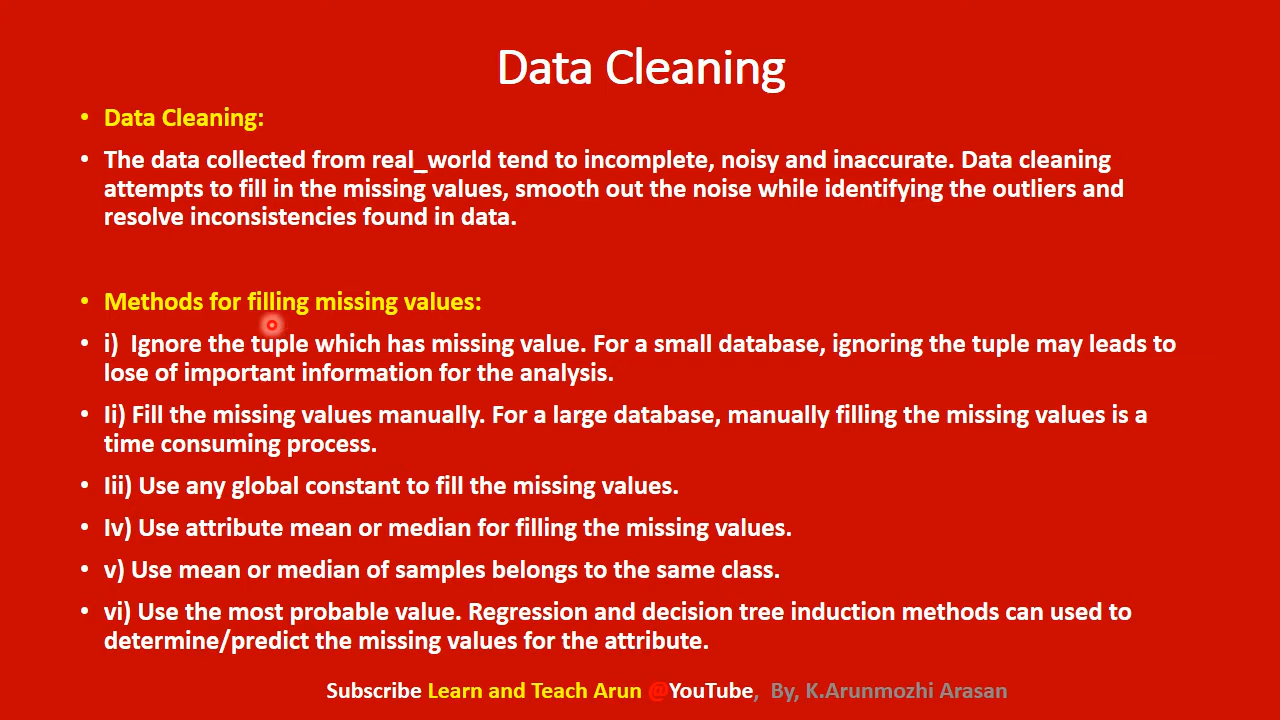 Data Cleaning
• Data Cleaning:
• The data collected from real_world tend to incomplete, noisy and inaccurate. Data cleaning
attempts to fill in the missing values, smooth out the noise while identifying the outliers and
resolve inconsistencies found in data.
• Methods for filling missing values:
• i) Ignore the tuple which has missing value. For a small database, ignoring the tuple may leads to
lose of important information for the analysis.
• Ii) Fill the missing values manually. For a large database, manually filling the missing values is a
time consuming process.
• Iii) Use any global constant to fill the missing values.
• Iv) Use attribute mean or median for filling the missing values.
• v) Use mean or median of samples belongs to the same class.
• vi) Use the most probable value. Regression and decision tree induction methods can used to
determine/predict the missing values for the attribute.
Subscribe Learn and Teach Arun @YouTube, By, K.Arunmozhi Arasan